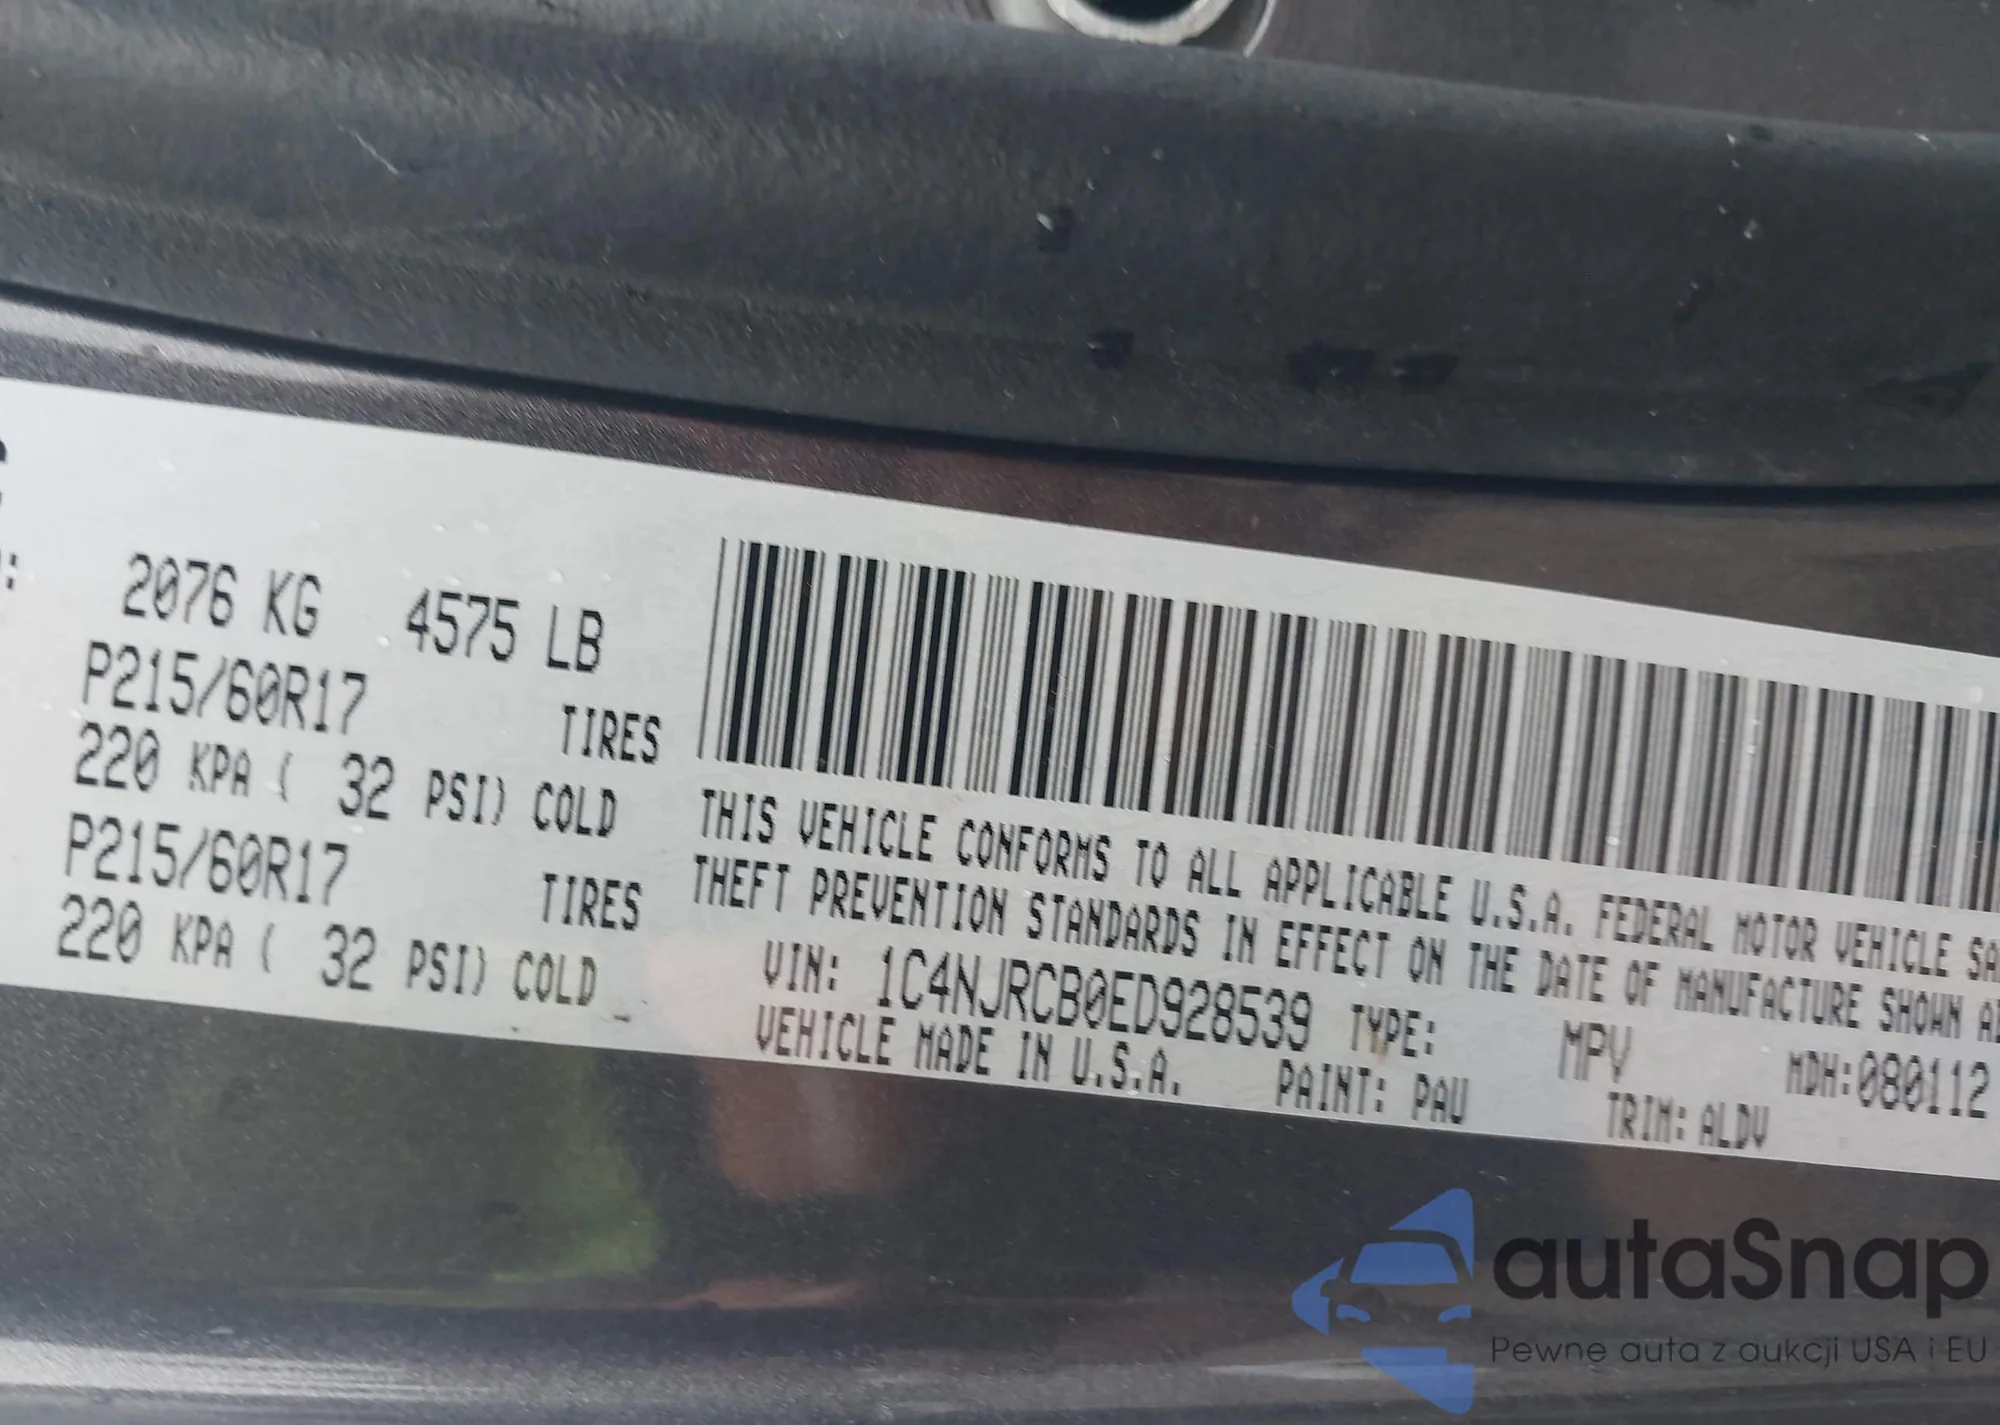 2076 KG 4575 LB
P215/60R17 TIRES
220 KPA ( 32 PSI) COLD
P215/60R17 TIRES
220 KPA ( 32 PSI) COLD
THIS VEHICLE CONFORMS TO ALL APPLICABLE U.S.A. FEDERAL MOTOR VEHICLE SA
THEFT PREVENTION STANDARDS IN EFFECT ON THE DATE OF MANUFACTURE SHOWN A
VIN: 1C4NJRCB0ED928539 TYPE: MPV MDH:080112
VEHICLE MADE IN U.S.A. PAINT: PAU TRIM: ALDV
autaSnap
Pewne auta z aukcji USA i EU